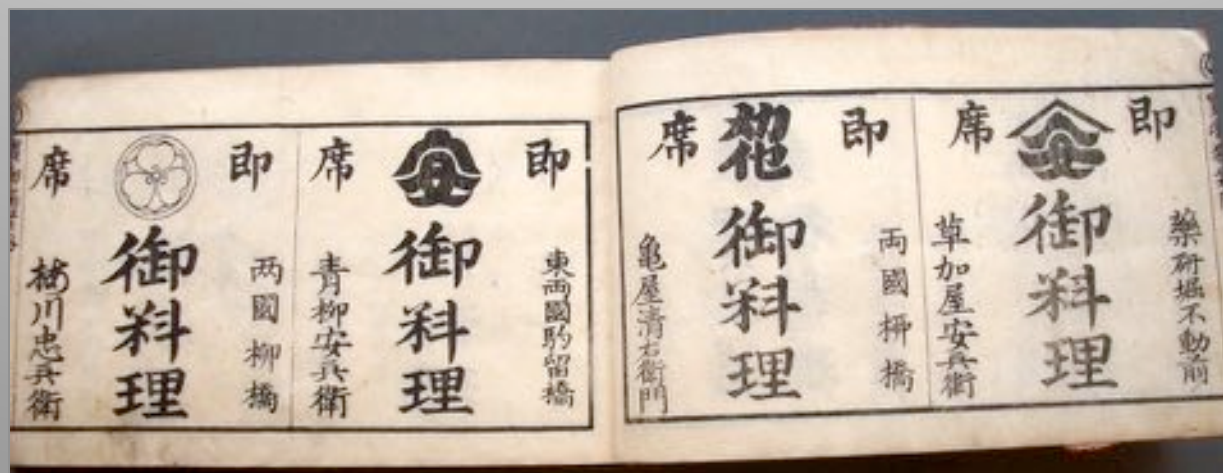 即席
御料理
薬研堀不動前
草加屋安兵衛
即席
御料理
両國柳橋
亀屋清右衛門
即席
御料理
東両國駒留橋
青柳安兵衛
即席
御料理
両國柳橋
梅川忠兵衛